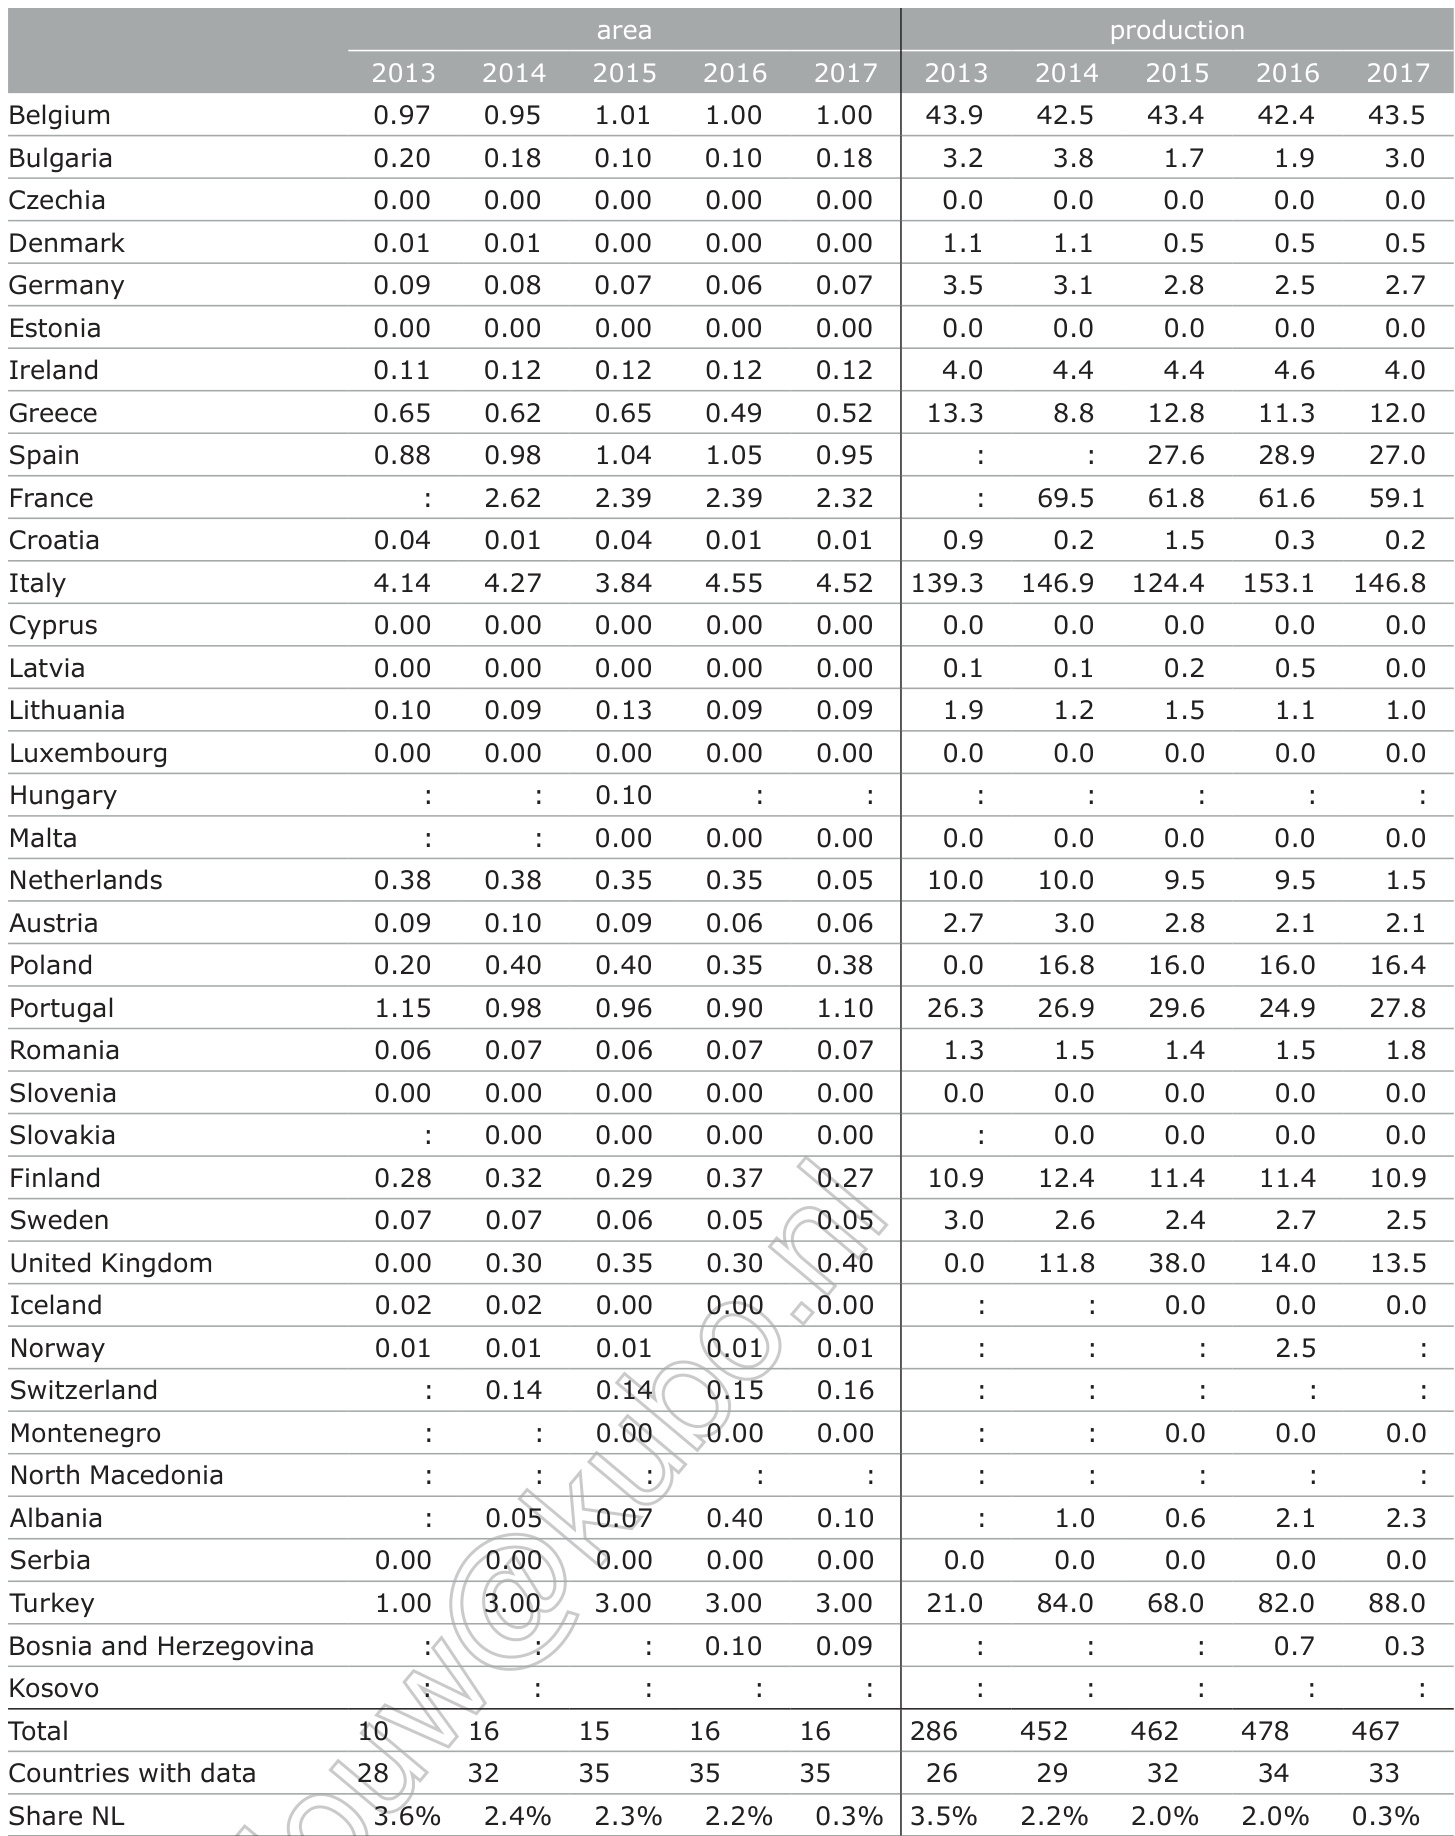 area production
2013 2014 2015 2016 2017 2013 2014 2015 2016 2017
Belgium 0.97 0.95 1.01 1.00 1.00 43.9 42.5 43.4 42.4 43.5
Bulgaria 0.20 0.18 0.10 0.10 0.18 3.2 3.8 1.7 1.9 3.0
Czechia 0.00 0.00 0.00 0.00 0.00 0.0 0.0 0.0 0.0 0.0
Denmark 0.01 0.01 0.00 0.00 0.00 1.1 1.1 0.5 0.5 0.5
Germany 0.09 0.08 0.07 0.06 0.07 3.5 3.1 2.8 2.5 2.7
Estonia 0.00 0.00 0.00 0.00 0.00 0.0 0.0 0.0 0.0 0.0
Ireland 0.11 0.12 0.12 0.12 0.12 4.0 4.4 4.4 4.6 4.0
Greece 0.65 0.62 0.65 0.49 0.52 13.3 8.8 12.8 11.3 12.0
Spain 0.88 0.98 1.04 1.05 0.95 : : 27.6 28.9 27.0
France : 2.62 2.39 2.39 2.32 : 69.5 61.8 61.6 59.1
Croatia 0.04 0.01 0.04 0.01 0.01 0.9 0.2 1.5 0.3 0.2
Italy 4.14 4.27 3.84 4.55 4.52 139.3 146.9 124.4 153.1 146.8
Cyprus 0.00 0.00 0.00 0.00 0.00 0.0 0.0 0.0 0.0 0.0
Latvia 0.00 0.00 0.00 0.00 0.00 0.1 0.1 0.2 0.5 0.0
Lithuania 0.10 0.09 0.13 0.09 0.09 1.9 1.2 1.5 1.1 1.0
Luxembourg 0.00 0.00 0.00 0.00 0.00 0.0 0.0 0.0 0.0 0.0
Hungary : : 0.10 : : : : : : :
Malta : : 0.00 0.00 0.00 0.0 0.0 0.0 0.0 0.0
Netherlands 0.38 0.38 0.35 0.35 0.05 10.0 10.0 9.5 9.5 1.5
Austria 0.09 0.10 0.09 0.06 0.06 2.7 3.0 2.8 2.1 2.1
Poland 0.20 0.40 0.40 0.35 0.38 0.0 16.8 16.0 16.0 16.4
Portugal 1.15 0.98 0.96 0.90 1.10 26.3 26.9 29.6 24.9 27.8
Romania 0.06 0.07 0.06 0.07 0.07 1.3 1.5 1.4 1.5 1.8
Slovenia 0.00 0.00 0.00 0.00 0.00 0.0 0.0 0.0 0.0 0.0
Slovakia : 0.00 0.00 0.00 0.00 : 0.0 0.0 0.0 0.0
Finland 0.28 0.32 0.29 0.37 0.27 10.9 12.4 11.4 11.4 10.9
Sweden 0.07 0.07 0.06 0.05 0.05 3.0 2.6 2.4 2.7 2.5
United Kingdom 0.00 0.30 0.35 0.30 0.40 0.0 11.8 38.0 14.0 13.5
Iceland 0.02 0.02 0.00 0.00 0.00 : : 0.0 0.0 0.0
Norway 0.01 0.01 0.01 0.01 0.01 : : : 2.5 :
Switzerland : 0.14 0.14 0.15 0.16 : : : : :
Montenegro : : 0.00 0.00 0.00 : : 0.0 0.0 0.0
North Macedonia : : : : : : : : : :
Albania : 0.05 0.07 0.40 0.10 : 1.0 0.6 2.1 2.3
Serbia 0.00 0.00 0.00 0.00 0.00 0.0 0.0 0.0 0.0 0.0
Turkey 1.00 3.00 3.00 3.00 3.00 21.0 84.0 68.0 82.0 88.0
Bosnia and Herzegovina : : : 0.10 0.09 : : : 0.7 0.3
Kosovo : : : : : : : : : :
Total 10 16 15 16 16 286 452 462 478 467
Countries with data 28 32 35 35 35 26 29 32 34 33
Share NL 3.6% 2.4% 2.3% 2.2% 0.3% 3.5% 2.2% 2.0% 2.0% 0.3%
ouw@kubo.nl